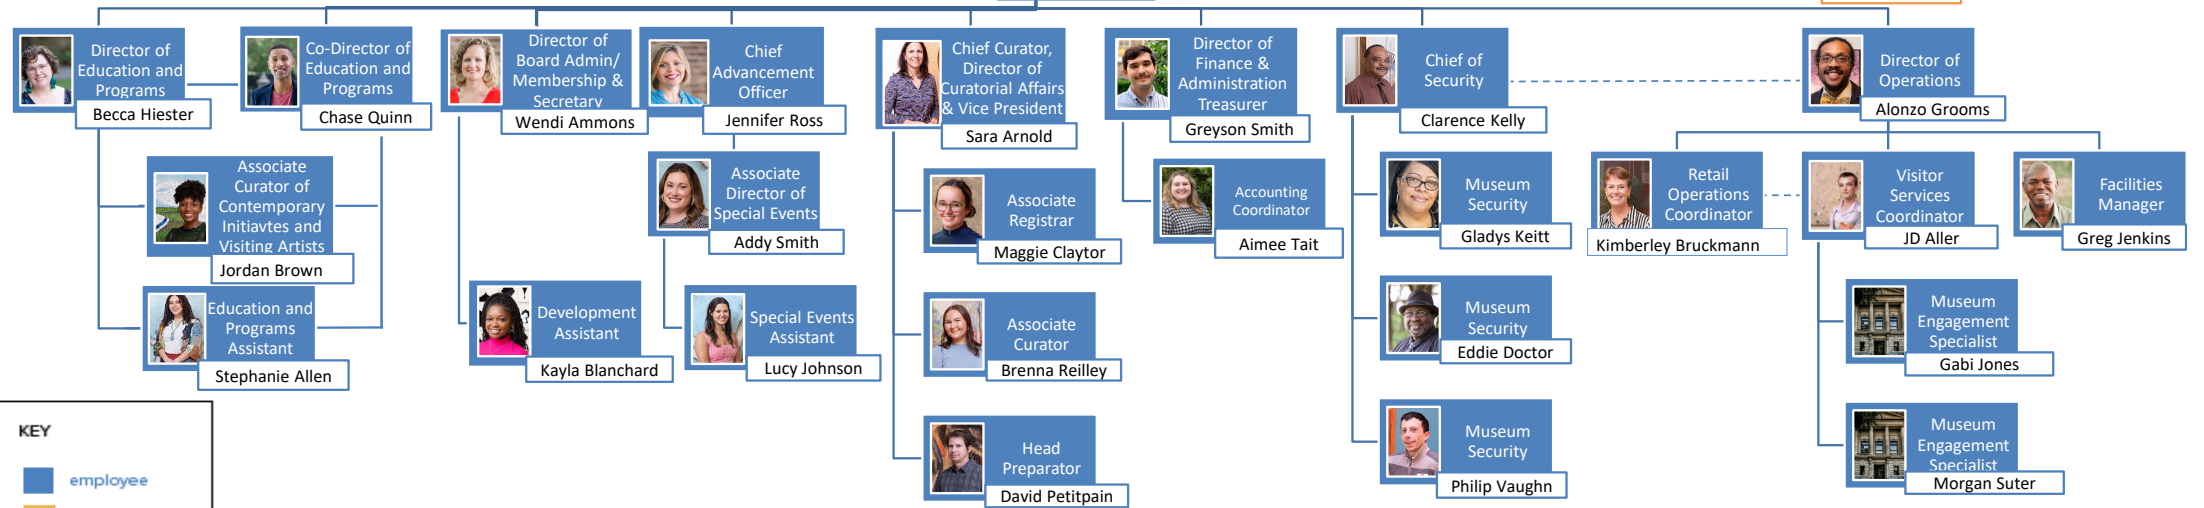 Director of
Education and
Programs
Becca Hiester
Co-Director of
Education and
Programs
Chase Quinn
Director of
Board Admin/
Membership &
Secretary
Wendi Ammons
Chief
Advancement
Officer
Jennifer Ross
Chief Curator,
Director of
Curatorial Affairs
& Vice President
Sara Arnold
Director of
Finance &
Administration
Treasurer
Greyson Smith
Chief of
Security
Clarence Kelly
Director of
Operations
Alonzo Grooms
Associate
Curator of
Contemporary
Initiavtes and
Visiting Artists
Jordan Brown
Associate
Director of
Special Events
Addy Smith
Associate
Registrar
Maggie Claytor
Accounting
Coordinator
Aimee Tait
Museum
Security
Gladys Keitt
Retail
Operations
Coordinator
Kimberley Bruckmann
Visitor
Services
Coordinator
JD Aller
Facilities
Manager
Greg Jenkins
Education and
Programs
Assistant
Stephanie Allen
Development
Assistant
Kayla Blanchard
Special Events
Assistant
Lucy Johnson
Associate
Curator
Brenna Reilley
Museum
Security
Eddie Doctor
Museum
Engagement
Specialist
Gabi Jones
Head
Preparator
David Petitpain
Museum
Security
Philip Vaughn
Museum
Engagement
Specialist
Morgan Suter
KEY
employee